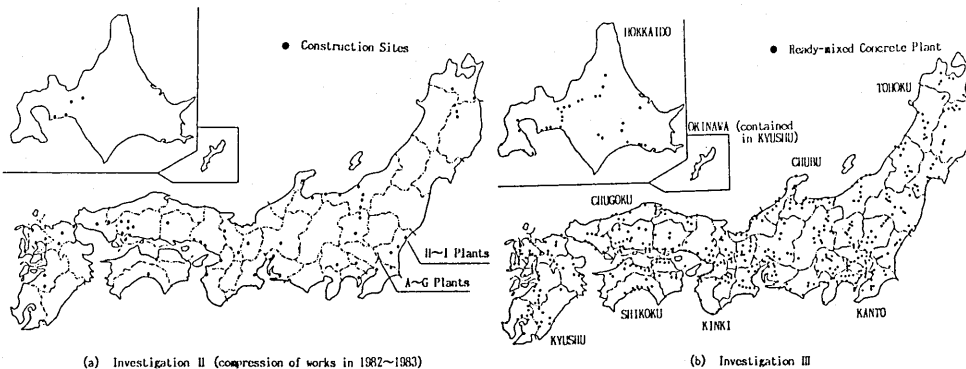 ● Construction Sites
H～I Plants
A～G Plants
(a) Investigation II (compression of works in 1982～1983)
HOKKAIDO
● Ready-mixed Concrete Plant
TOHOKU
OKINAWA (contained
in KYUSHU)
CHUBU
CHUGOKU
SHIKOKU
KINKI
KANTO
KYUSHU
(b) Investigation III